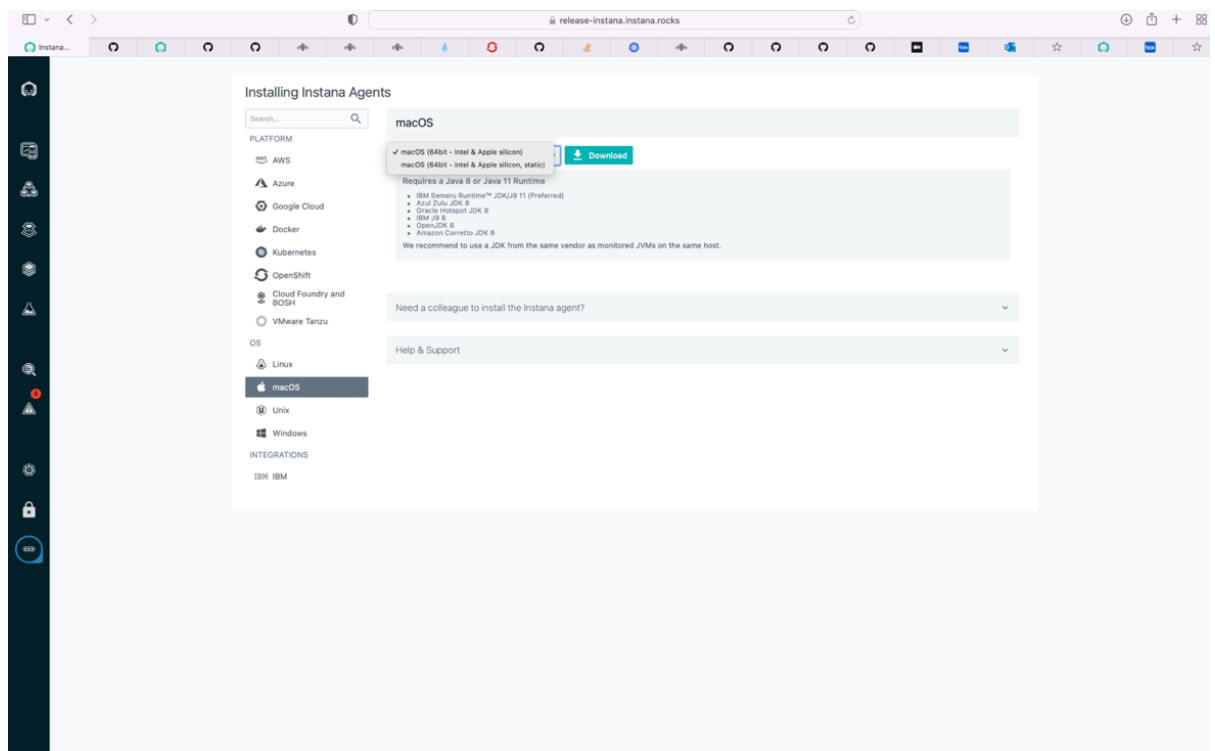 release-instana.instana.rocks
Instana...
Installing Instana Agents
Search...
PLATFORM
AWS
Azure
Google Cloud
Docker
Kubernetes
OpenShift
Cloud Foundry and
BOSH
VMware Tanzu
OS
Linux
macOS
Unix
Windows
INTEGRATIONS
IBM IBM
macOS
✓ macOS (64bit - Intel & Apple silicon)
macOS (64bit - Intel & Apple silicon, static)
Download
Requires a Java 8 or Java 11 Runtime
• IBM Semeru Runtime™ JDK/J9 11 (Preferred)
• Azul Zulu JDK 8
• Oracle Hotspot JDK 8
• IBM J9 8
• OpenJDK 8
• Amazon Corretto JDK 8
We recommend to use a JDK from the same vendor as monitored JVMs on the same host.
Need a colleague to install the Instana agent?
Help & Support